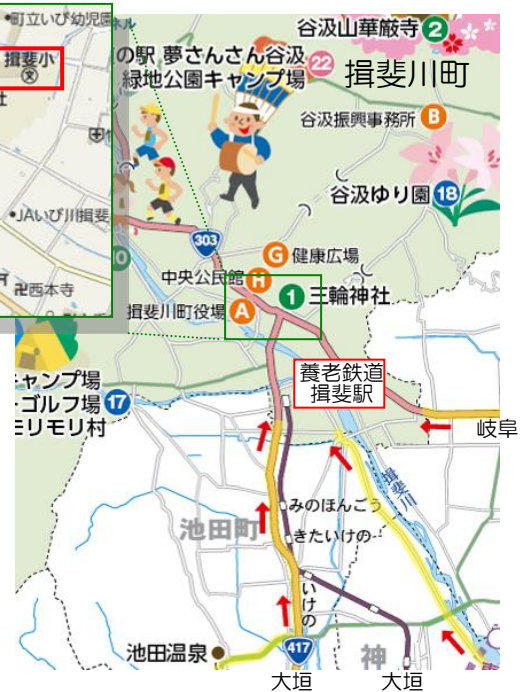 町立いび幼児園
揖斐小
文
社
JAいび川揖斐
卍西本寺
谷汲山華厳寺 2
の駅 夢さんさん谷汲
緑地公園キャンプ場 22
揖斐川町
谷汲振興事務所 B
谷汲ゆり園 18
303
G 健康広場
中央公民館 H
1 三輪神社
揖斐川町役場 A
養老鉄道
揖斐駅
キャンプ場
ゴルフ場 17
モリモリ村
岐阜
揖斐川
みのほんごう
池田町
きたいけの
いけの
417
神
池田温泉
大垣
大垣